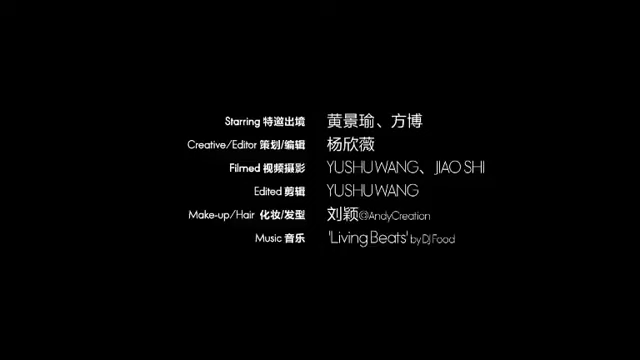 Starring 特邀出境 黄景瑜、方博
Creative/Editor 策划/编辑 杨欣薇
Filmed 视频摄影 YUSHU WANG、JIAO SHI
Edited 剪辑 YUSHU WANG
Make-up/Hair 化妆/发型 刘颖@AndyCreation
Music 音乐 'Living Beats' by DJ Food